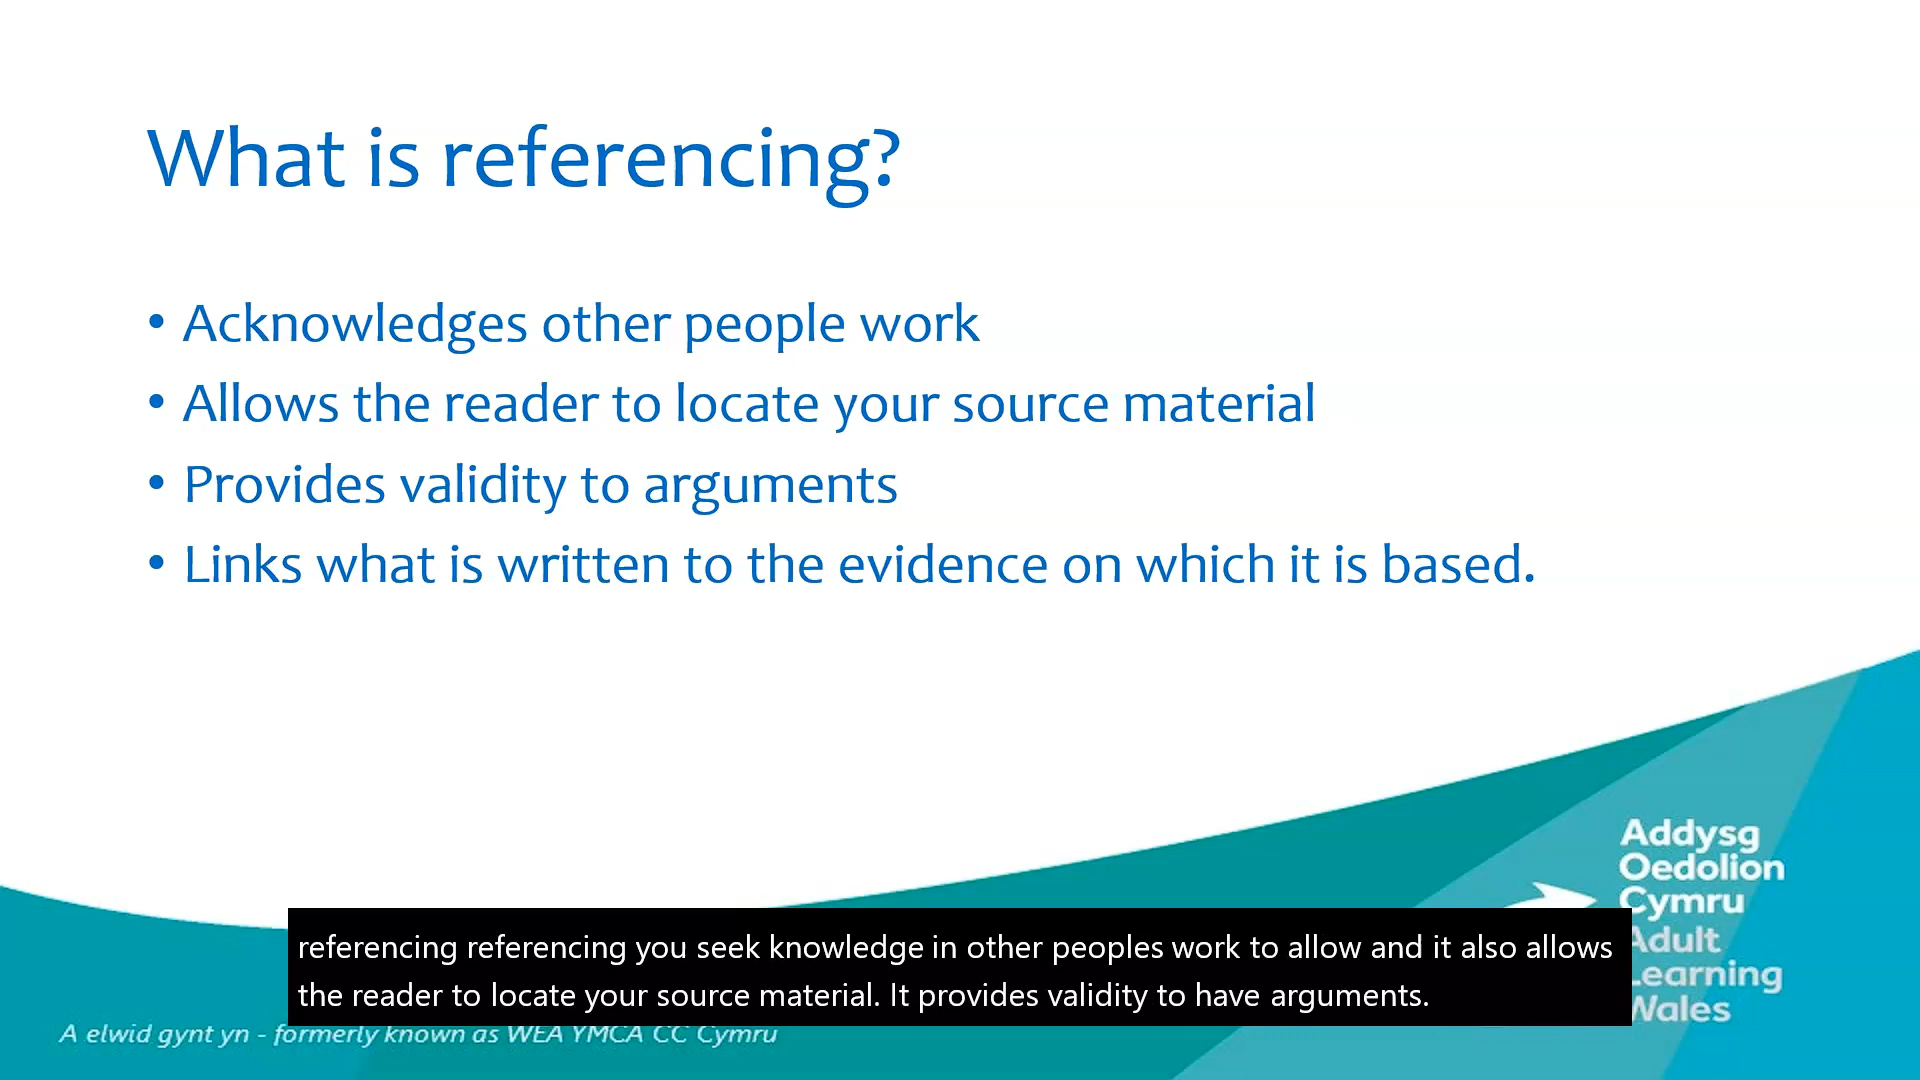 What is referencing?
• Acknowledges other people work
• Allows the reader to locate your source material
• Provides validity to arguments
• Links what is written to the evidence on which it is based.
Addysg
Oedolion
Cymru
Adult
Learning
Wales
referencing referencing you seek knowledge in other peoples work to allow and it also allows
the reader to locate your source material. It provides validity to have arguments.
A elwid gynt yn - formerly known as WEA YMCA CC Cymru